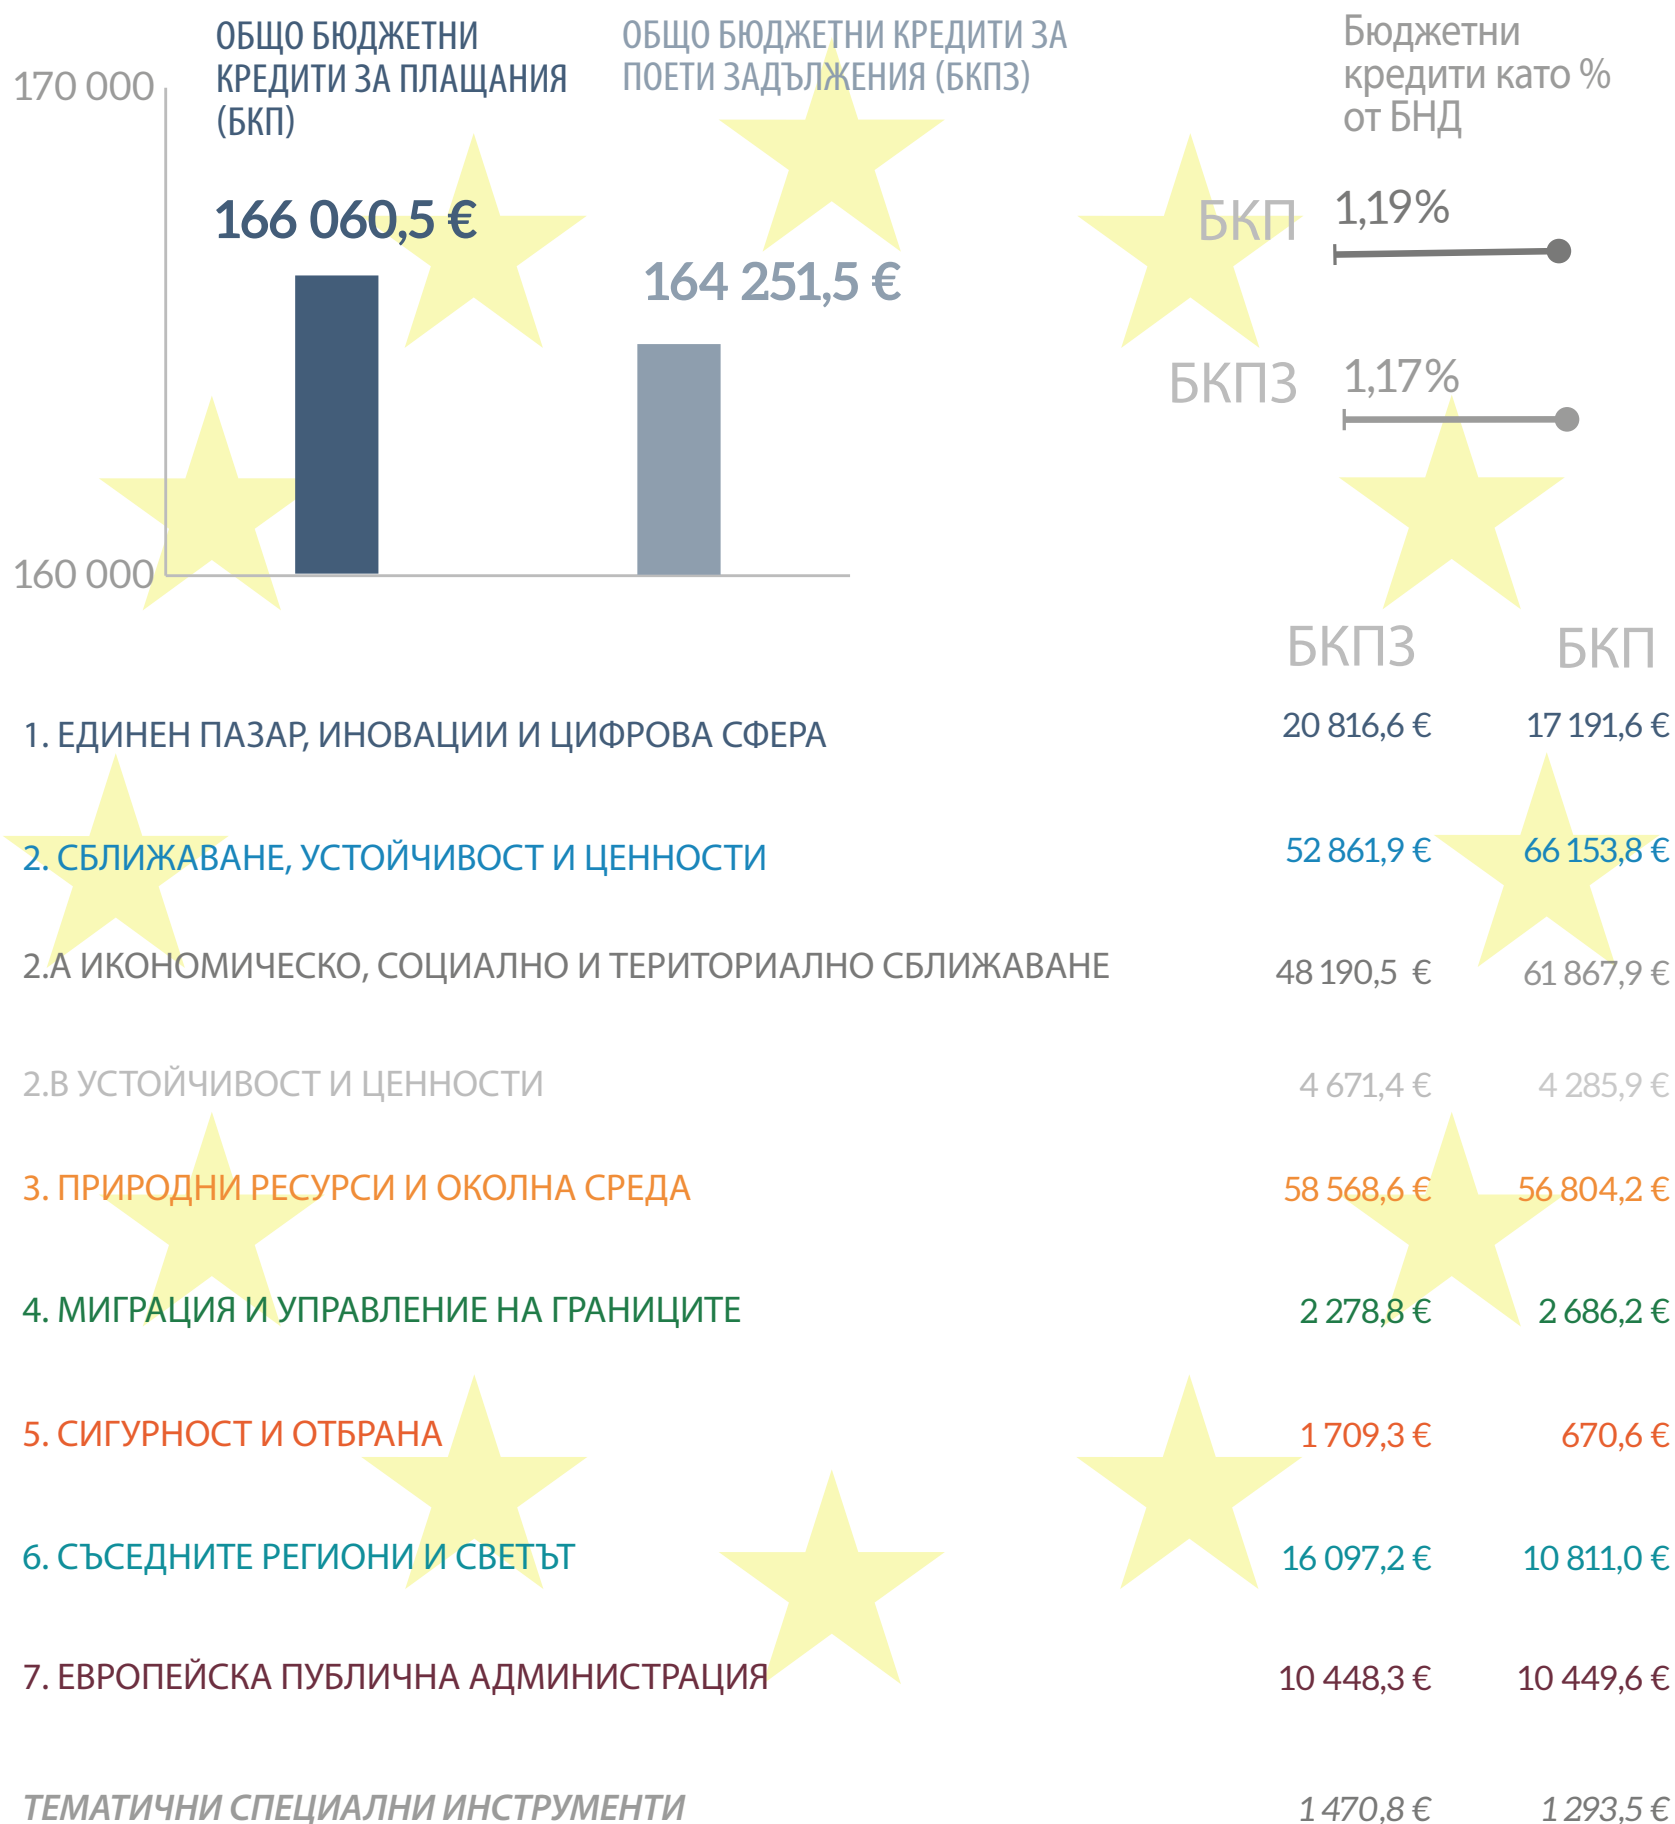 ОБЩО БЮДЖЕТНИ
КРЕДИТИ ЗА ПЛАЩАНИЯ
(БКП)
166 060,5 €
ОБЩО БЮДЖЕТНИ КРЕДИТИ ЗА
ПОЕТИ ЗАДЪЛЖЕНИЯ (БКПЗ)
164 251,5 €
170 000
160 000
Бюджетни
кредити като %
от БНД
БКП 1,19%
БКПЗ 1,17%
БКПЗ БКП
1. ЕДИНЕН ПАЗАР, ИНОВАЦИИ И ЦИФРОВА СФЕРА 20 816,6 € 17 191,6 €
2. СБЛИЖАВАНЕ, УСТОЙЧИВОСТ И ЦЕННОСТИ 52 861,9 € 66 153,8 €
2.А ИКОНОМИЧЕСКО, СОЦИАЛНО И ТЕРИТОРИАЛНО СБЛИЖАВАНЕ 48 190,5 € 61 867,9 €
2.В УСТОЙЧИВОСТ И ЦЕННОСТИ 4 671,4 € 4 285,9 €
3. ПРИРОДНИ РЕСУРСИ И ОКОЛНА СРЕДА 58 568,6 € 56 804,2 €
4. МИГРАЦИЯ И УПРАВЛЕНИЕ НА ГРАНИЦИТЕ 2 278,8 € 2 686,2 €
5. СИГУРНОСТ И ОТБРАНА 1 709,3 € 670,6 €
6. СЪСЕДНИТЕ РЕГИОНИ И СВЕТЪТ 16 097,2 € 10 811,0 €
7. ЕВРОПЕЙСКА ПУБЛИЧНА АДМИНИСТРАЦИЯ 10 448,3 € 10 449,6 €
ТЕМАТИЧНИ СПЕЦИАЛНИ ИНСТРУМЕНТИ 1 470,8 € 1 293,5 €